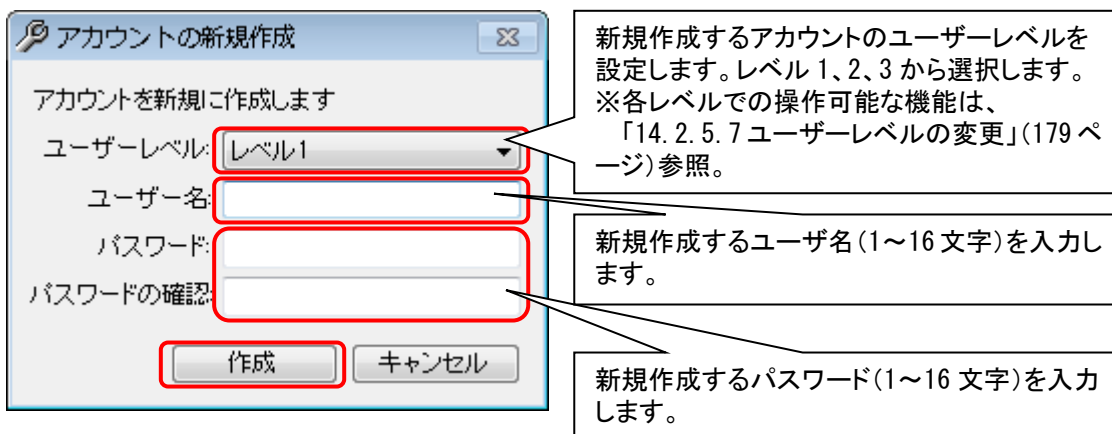 アカウントの新規作成
アカウントを新規に作成します
ユーザーレベル:
レベル1
ユーザー名:
パスワード:
パスワードの確認:
作成
キャンセル
新規作成するアカウントのユーザーレベルを
設定します。レベル 1、2、3 から選択します。
※各レベルでの操作可能な機能は、
「14.2.5.7 ユーザーレベルの変更」(179 ペ
ージ)参照。
新規作成するユーザ名(1~16 文字)を入力し
ます。
新規作成するパスワード(1~16 文字)を入力
します。